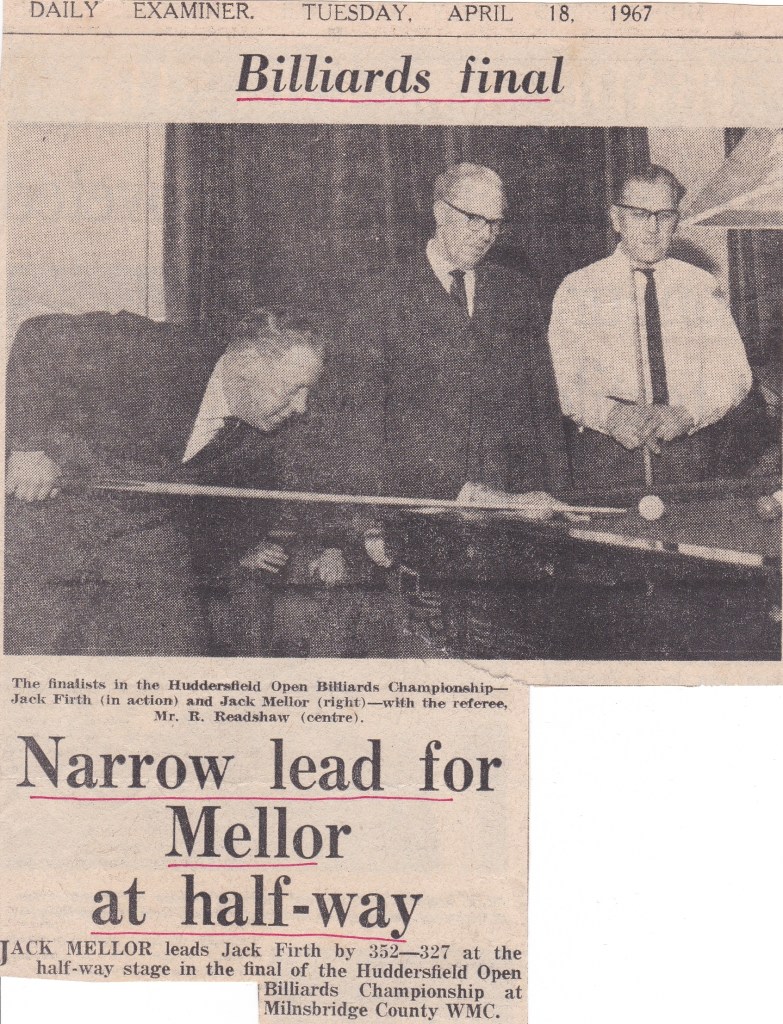 DAILY EXAMINER. TUESDAY, APRIL 18, 1967
Billiards final
The finalists in the Huddersfield Open Billiards Championship—
Jack Firth (in action) and Jack Mellor (right)—with the referee,
Mr. R. Readshaw (centre).
Narrow lead for
Mellor
at half-way
JACK MELLOR leads Jack Firth by 352—327 at the
half-way stage in the final of the Huddersfield Open
Billiards Championship at
Milnsbridge County WMC.